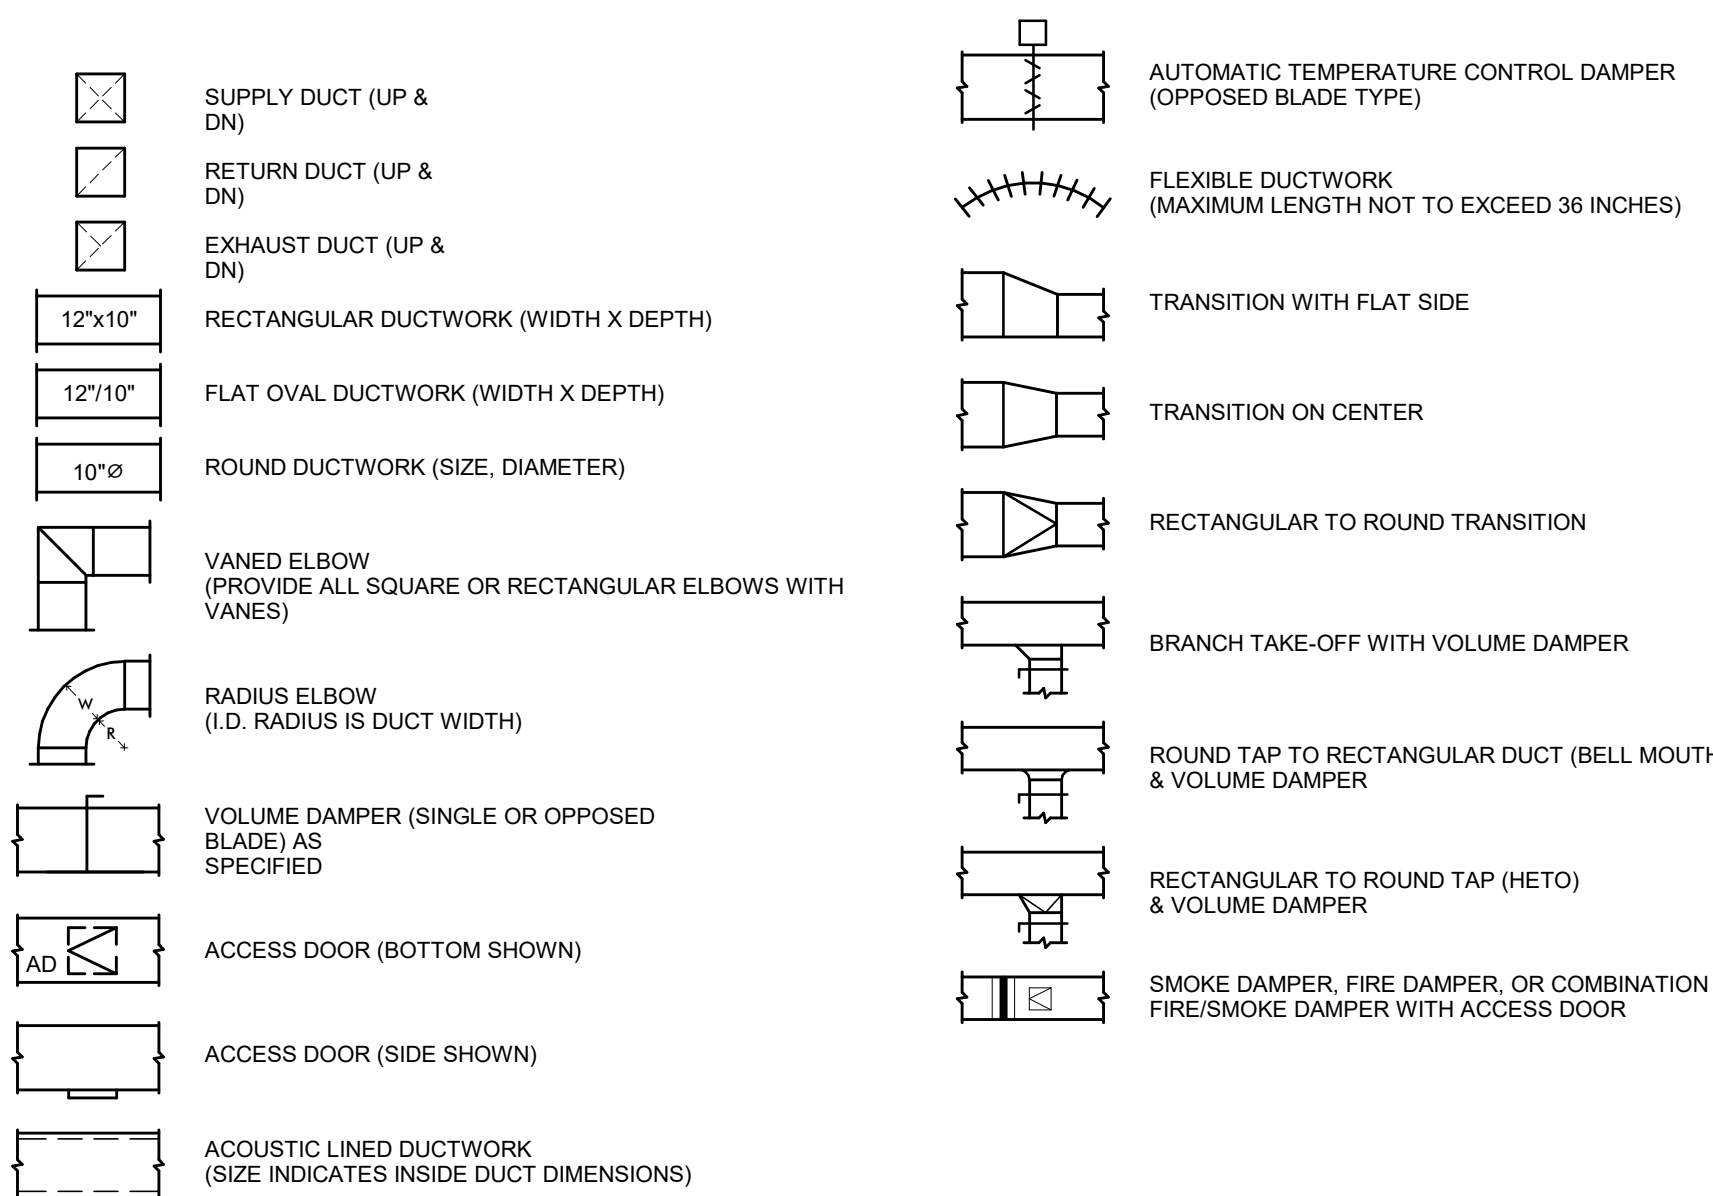 SUPPLY DUCT (UP &
DN)
RETURN DUCT (UP &
DN)
EXHAUST DUCT (UP &
DN)
12"x10"
RECTANGULAR DUCTWORK (WIDTH X DEPTH)
12"/10"
FLAT OVAL DUCTWORK (WIDTH X DEPTH)
10"Ø
ROUND DUCTWORK (SIZE, DIAMETER)
VANED ELBOW
(PROVIDE ALL SQUARE OR RECTANGULAR ELBOWS WITH
VANES)
W
R
RADIUS ELBOW
(I.D. RADIUS IS DUCT WIDTH)
VOLUME DAMPER (SINGLE OR OPPOSED
BLADE) AS
SPECIFIED
AD
ACCESS DOOR (BOTTOM SHOWN)
ACCESS DOOR (SIDE SHOWN)
ACOUSTIC LINED DUCTWORK
(SIZE INDICATES INSIDE DUCT DIMENSIONS)
AUTOMATIC TEMPERATURE CONTROL DAMPER
(OPPOSED BLADE TYPE)
FLEXIBLE DUCTWORK
(MAXIMUM LENGTH NOT TO EXCEED 36 INCHES)
TRANSITION WITH FLAT SIDE
TRANSITION ON CENTER
RECTANGULAR TO ROUND TRANSITION
BRANCH TAKE-OFF WITH VOLUME DAMPER
ROUND TAP TO RECTANGULAR DUCT (BELL MOUTH
& VOLUME DAMPER
RECTANGULAR TO ROUND TAP (HETO)
& VOLUME DAMPER
SMOKE DAMPER, FIRE DAMPER, OR COMBINATION
FIRE/SMOKE DAMPER WITH ACCESS DOOR